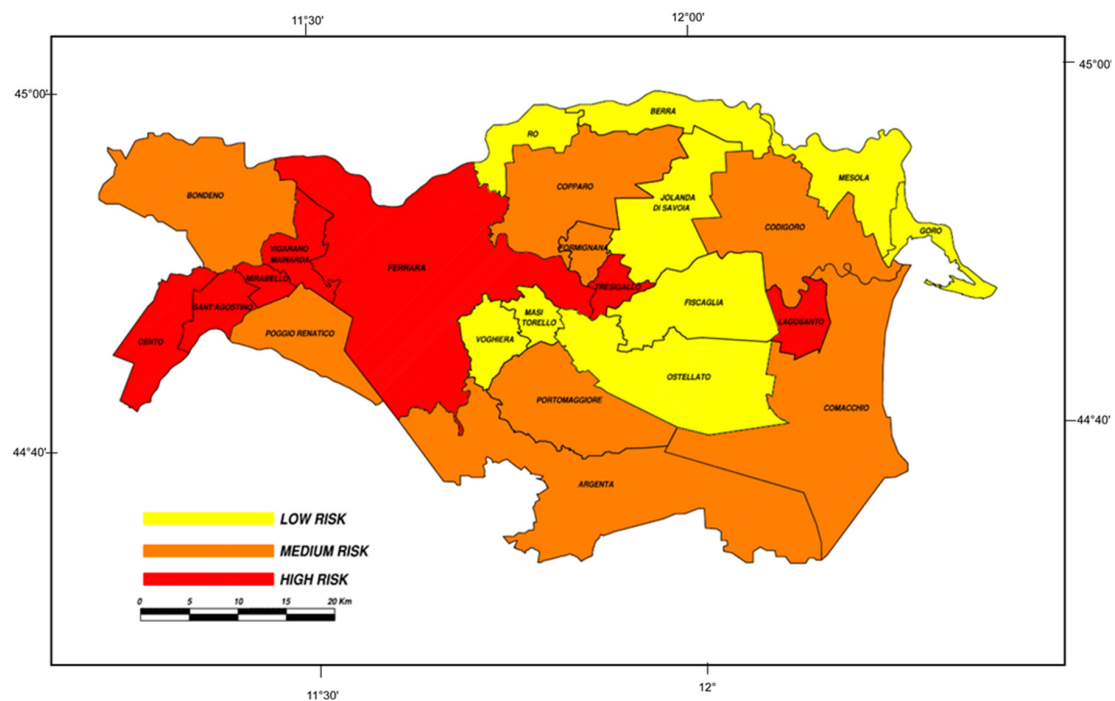 11°30' 12°00'
45°00' 45°00'
BERRA
RO
MESOLA
COPPARO
BONDENO
JOLANDA
DI SAVOIA
CODIGORO
GORO
FORMIGNANA
VIGARANO
MAINARDA
FERRARA
MIRABELLO
TRESIGALLO
FISCAGLIA
SANT'AGOSTINO
MASI
TORELLO
LAGOSANTO
POGGIO RENATICO
VOGHIERA
CENTO
OSTELLATO
PORTOMAGGIORE
COMACCHIO
44°40' 44°40'
ARGENTA
LOW RISK
MEDIUM RISK
HIGH RISK
0 5 10 15 20 Km
11°30' 12°